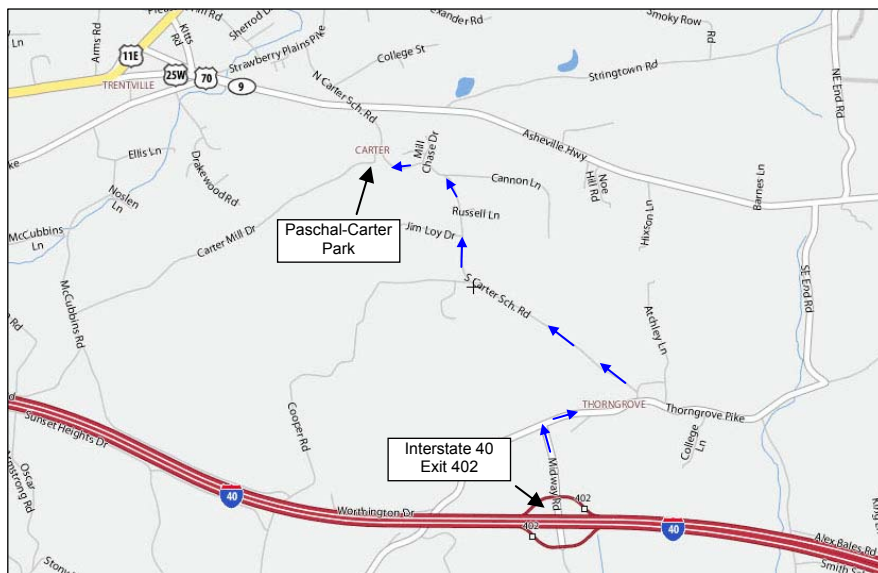 Sherrod Dr
Kitts
Rd
Arms Rd
11E
25W
70
9
TRENTVILLE
Strawberry Plains Pike
College St
Smoky Row
Rd
Stringtown Rd
NE End Rd
N Carter Sch. Rd
Asheville Hwy
CARTER
Mill
Chase Dr
Ellis Ln
Drakewood Rd
Noslen
Ln
Cannon Ln
Noe
Hill Rd
Hixson Ln
Barnes Ln
Paschal-Carter
Park
Russell Ln
Jim Loy Dr
McCubbins
Ln
Carter Mill Dr
McCubbins Rd
S Carter Sch. Rd
SE End Rd
Atchley Ln
THORNGROVE
Thorngrove Pike
College
Ln
Cooper Rd
Sunset Heights Dr
Interstate 40
Exit 402
Midway Rd
402
402
40
40
Worthington Dr
Oscar
Armstrong Rd
Alex Bales Rd